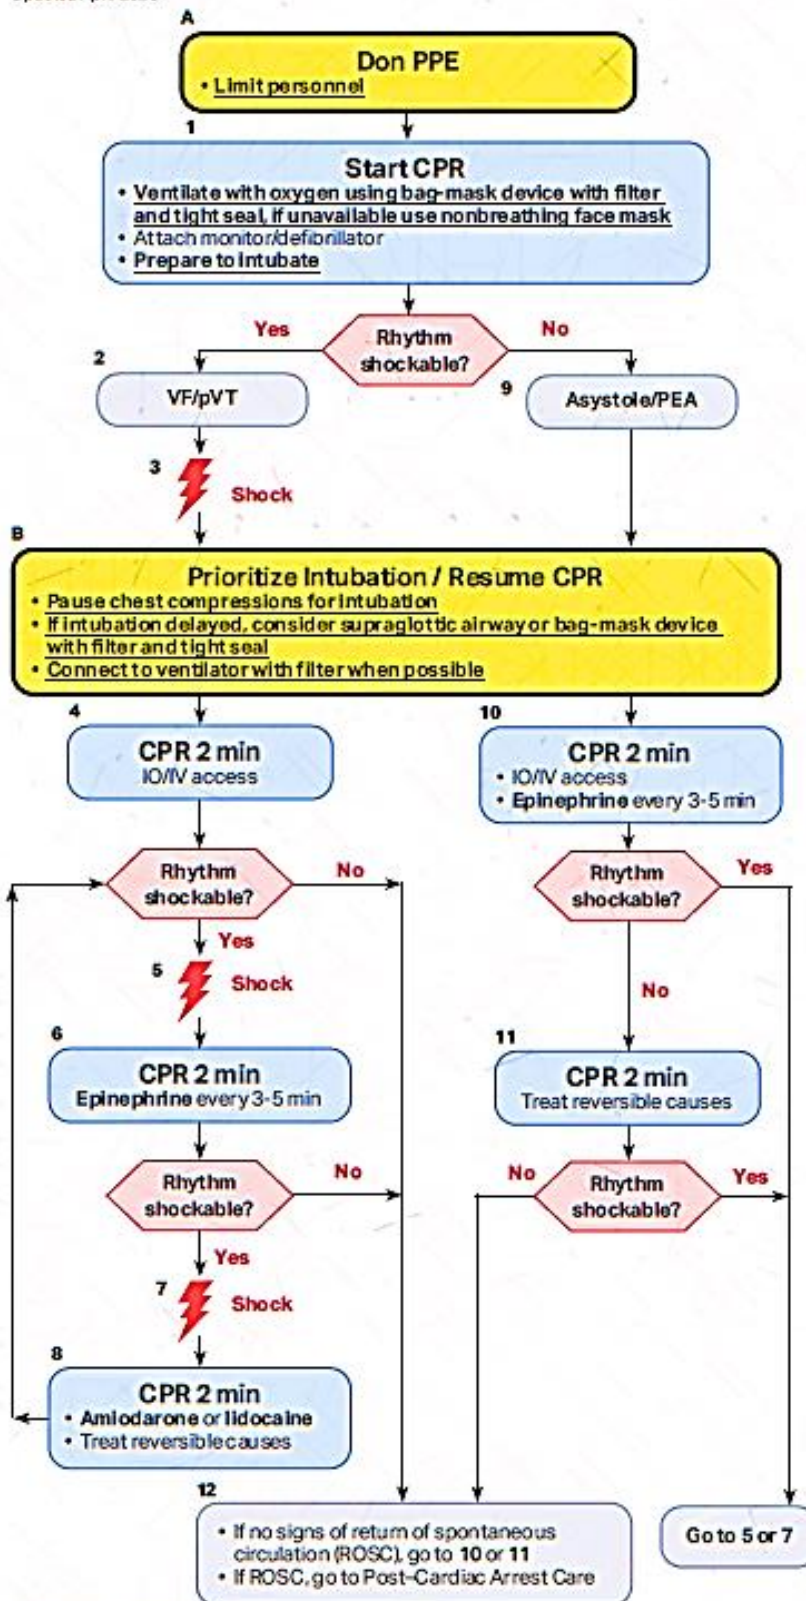 A
Don PPE
• Limit personnel
1
Start CPR
• Ventilate with oxygen using bag-mask device with filter
and tight seal, if unavailable use nonbreathing face mask
• Attach monitor/defibrillator
• Prepare to intubate
Yes
Rhythm
shockable?
No
2
VF/pVT
9
Asystole/PEA
3
Shock
B
Prioritize Intubation / Resume CPR
• Pause chest compressions for intubation
• If intubation delayed, consider supraglottic airway or bag-mask device
with filter and tight seal
• Connect to ventilator with filter when possible
4
CPR 2 min
IO/IV access
10
CPR 2 min
• IO/IV access
• Epinephrine every 3-5 min
Rhythm
shockable?
No
Rhythm
shockable?
Yes
Yes
5
Shock
No
6
CPR 2 min
Epinephrine every 3-5 min
11
CPR 2 min
Treat reversible causes
Rhythm
shockable?
No
No
Rhythm
shockable?
Yes
Yes
7
Shock
8
CPR 2 min
• Amiodarone or lidocaine
• Treat reversible causes
12
• If no signs of return of spontaneous
circulation (ROSC), go to 10 or 11
• If ROSC, go to Post–Cardiac Arrest Care
Go to 5 or 7